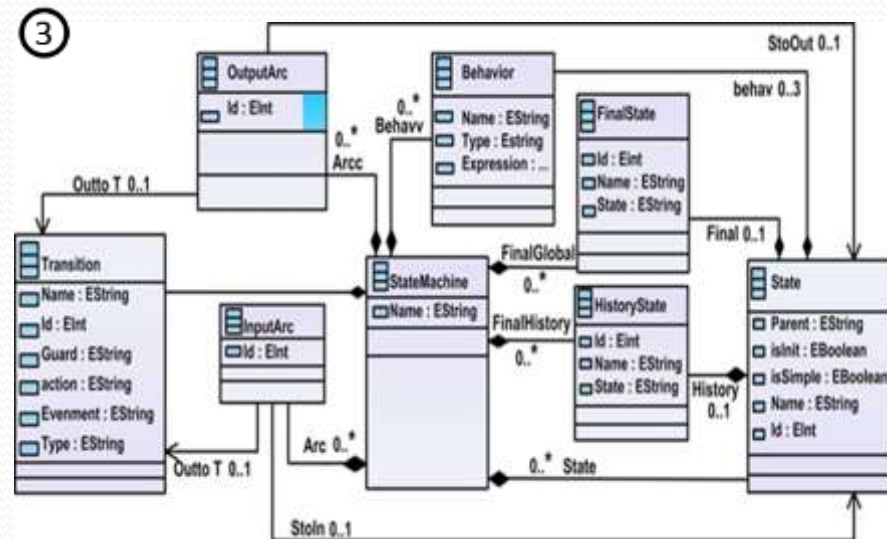 3
StoOut 0..1
OutputArc
Id : EInt
0..*
Arcc
Outto T 0..1
Behavior
Name : EString
Type : Estring
Expression : ...
0..*
Behavv
behav 0..3
FinalState
Id : Eint
Name : EString
State : EString
Final 0..1
FinalGlobal
0..*
Transition
Name : EString
Id : EInt
Guard : EString
action : EString
Evenment : EString
Type : EString
StateMachine
Name : EString
InputArc
Id : EInt
FinalHistory
0..*
HistoryState
Id : Eint
Name : EString
State : EString
History
0..1
State
Parent : EString
isInit : EBoolean
isSimple : EBoolean
Name : EString
Id : EInt
Arc 0..*
Outto T 0..1
0..* State
StoIn 0..1